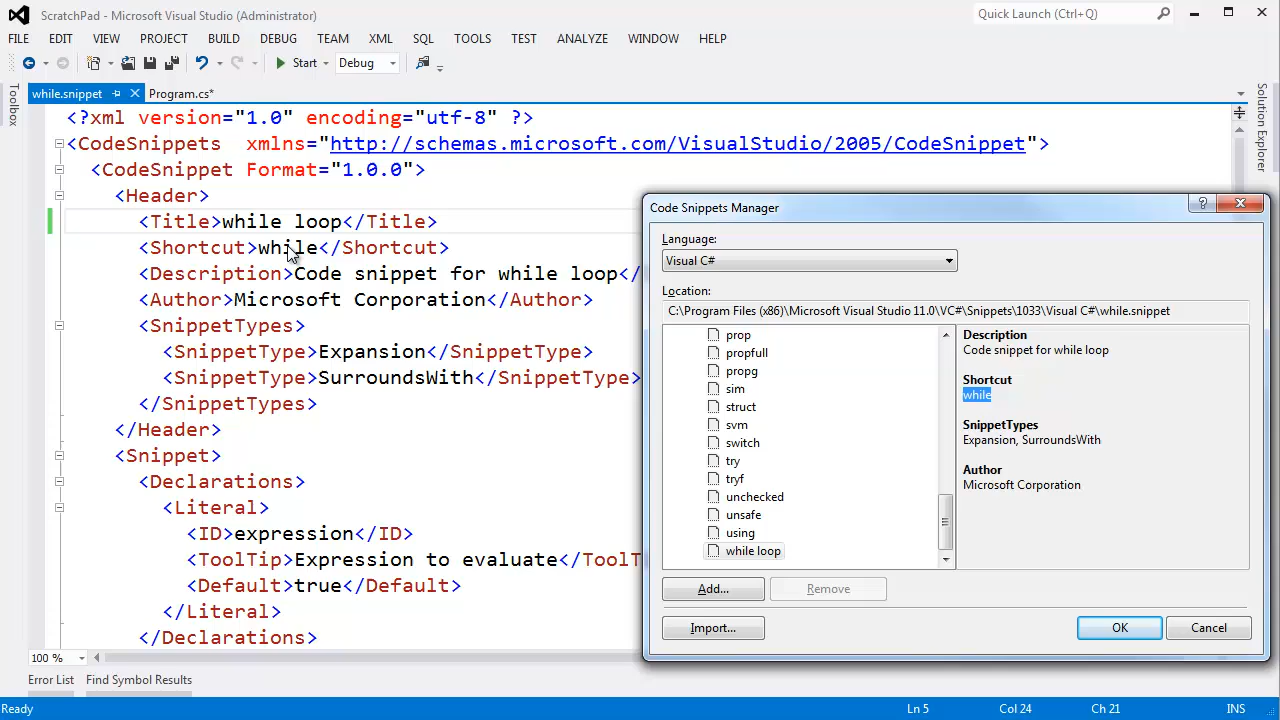 ScratchPad - Microsoft Visual Studio (Administrator)
Quick Launch (Ctrl+Q)
FILE EDIT VIEW PROJECT BUILD DEBUG TEAM XML SQL TOOLS TEST ANALYZE WINDOW HELP
Start Debug
Toolbox
Solution Explorer
while.snippet Program.cs*
<?xml version="1.0" encoding="utf-8" ?>
<CodeSnippets xmlns="http://schemas.microsoft.com/VisualStudio/2005/CodeSnippet">
<CodeSnippet Format="1.0.0">
<Header>
<Title>while loop</Title>
<Shortcut>while</Shortcut>
<Description>Code snippet for while loop</
<Author>Microsoft Corporation</Author>
<SnippetTypes>
<SnippetType>Expansion</SnippetType>
<SnippetType>SurroundsWith</SnippetType>
</SnippetTypes>
</Header>
<Snippet>
<Declarations>
<Literal>
<ID>expression</ID>
<ToolTip>Expression to evaluate</ToolT
<Default>true</Default>
</Literal>
</Declarations>
100 %
Code Snippets Manager
?
Language:
Visual C#
Location:
C:\Program Files (x86)\Microsoft Visual Studio 11.0\VC#\Snippets\1033\Visual C#\while.snippet
prop
propfull
propg
sim
struct
svm
switch
try
tryf
unchecked
unsafe
using
while loop
Description
Code snippet for while loop
Shortcut
while
SnippetTypes
Expansion, SurroundsWith
Author
Microsoft Corporation
Add... Remove
Import... OK Cancel
Error List Find Symbol Results
Ready Ln 5 Col 24 Ch 21 INS